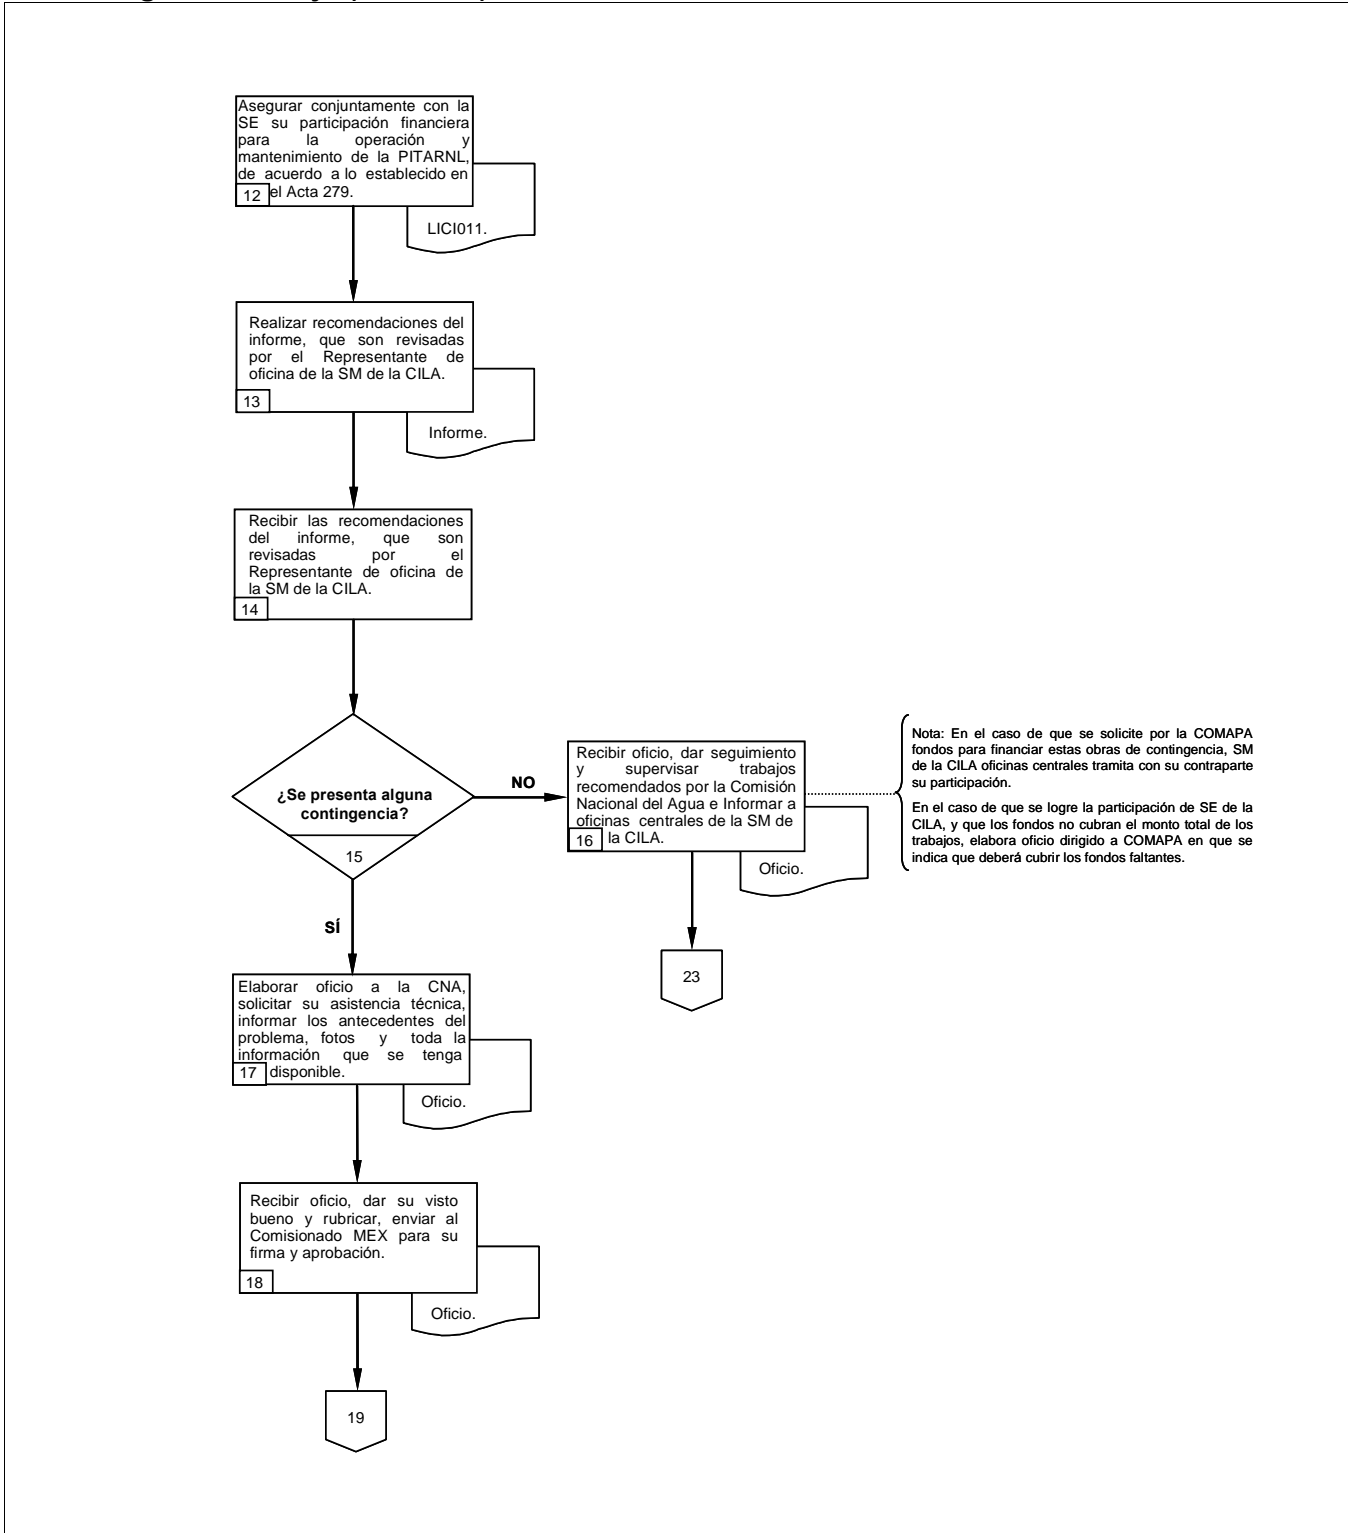 Asegurar conjuntamente con la
SE su participación financiera
para la operación y
mantenimiento de la PITARNL,
de acuerdo a lo establecido en
el Acta 279.
12
LICI011.
Realizar recomendaciones del
informe, que son revisadas
por el Representante de
oficina de la SM de la CILA.
13
Informe.
Recibir las recomendaciones
del informe, que son
revisadas por el
Representante de oficina de
la SM de la CILA.
14
¿Se presenta alguna
contingencia?
15
NO
Recibir oficio, dar seguimiento
y supervisar trabajos
recomendados por la Comisión
Nacional del Agua e Informar a
oficinas centrales de la SM de
la CILA.
16
Oficio.
Nota: En el caso de que se solicite por la COMAPA
fondos para financiar estas obras de contingencia, SM
de la CILA oficinas centrales tramita con su contraparte
su participación.
En el caso de que se logre la participación de SE de la
CILA, y que los fondos no cubran el monto total de los
trabajos, elabora oficio dirigido a COMAPA en que se
indica que deberá cubrir los fondos faltantes.
23
SÍ
Elaborar oficio a la CNA,
solicitar su asistencia técnica,
informar los antecedentes del
problema, fotos y toda la
información que se tenga
disponible.
17
Oficio.
Recibir oficio, dar su visto
bueno y rubricar, enviar al
Comisionado MEX para su
firma y aprobación.
18
Oficio.
19